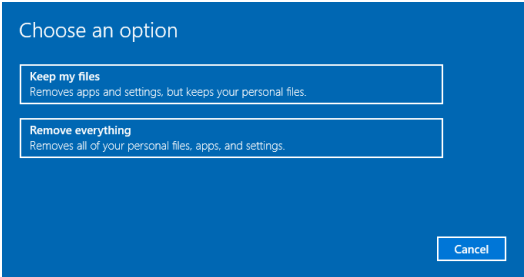 Choose an option
Keep my files
Removes apps and settings, but keeps your personal files.
Remove everything
Removes all of your personal files, apps, and settings.
Cancel